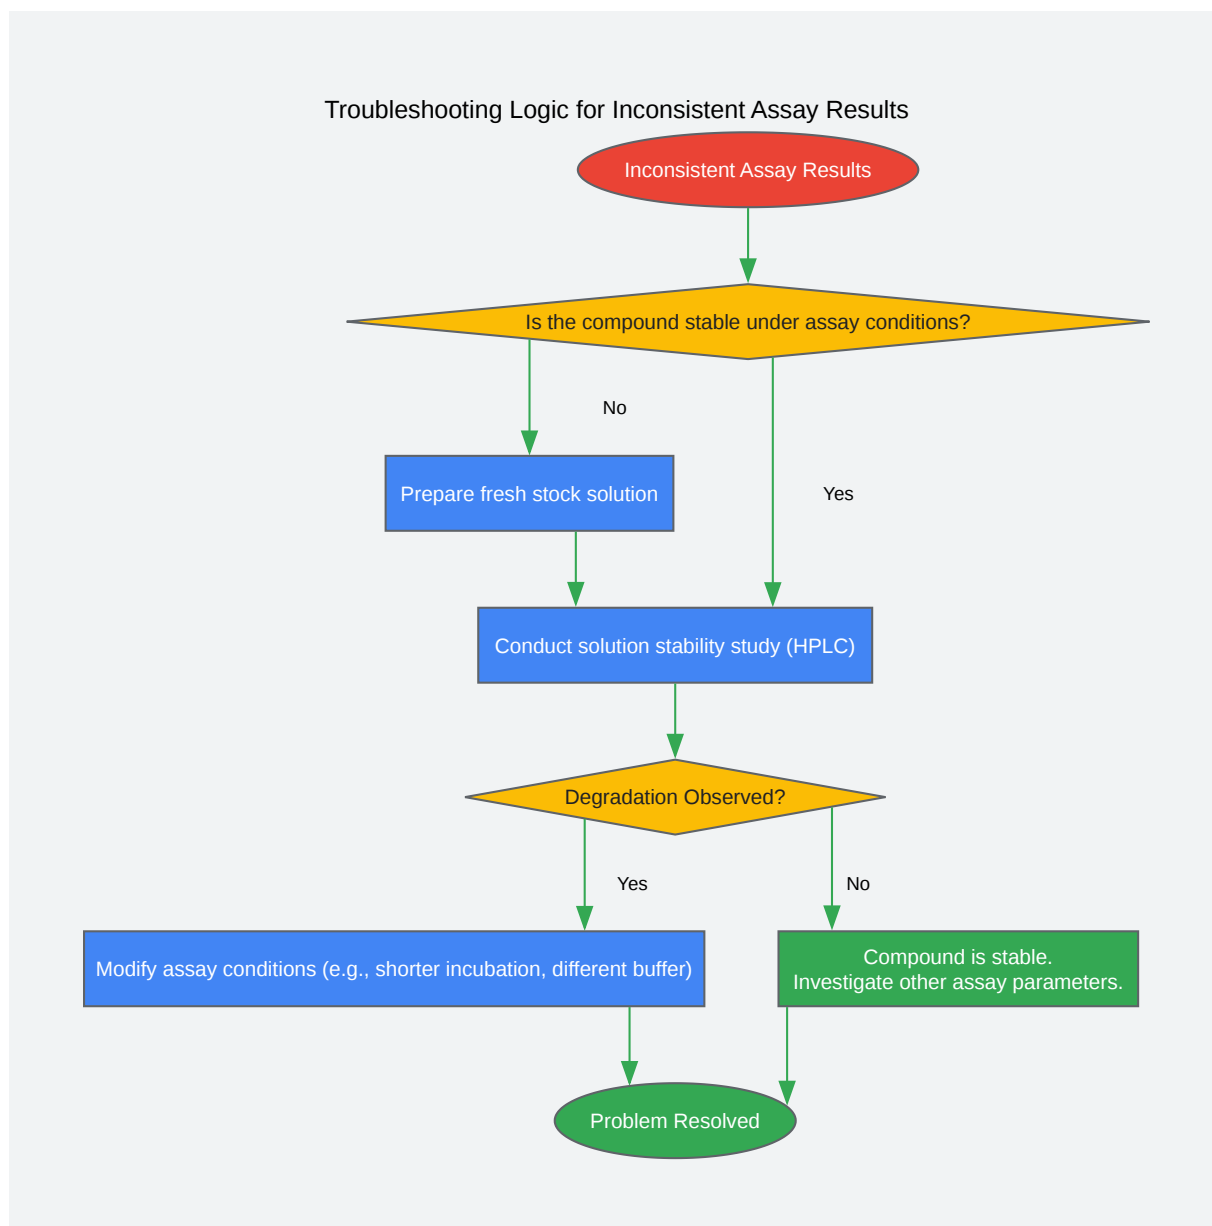 Troubleshooting Logic for Inconsistent Assay Results
Inconsistent Assay Results
Is the compound stable under assay conditions?
No
Prepare fresh stock solution
Yes
Conduct solution stability study (HPLC)
Degradation Observed?
Yes
No
Modify assay conditions (e.g., shorter incubation, different buffer)
Compound is stable.
Investigate other assay parameters.
Problem Resolved